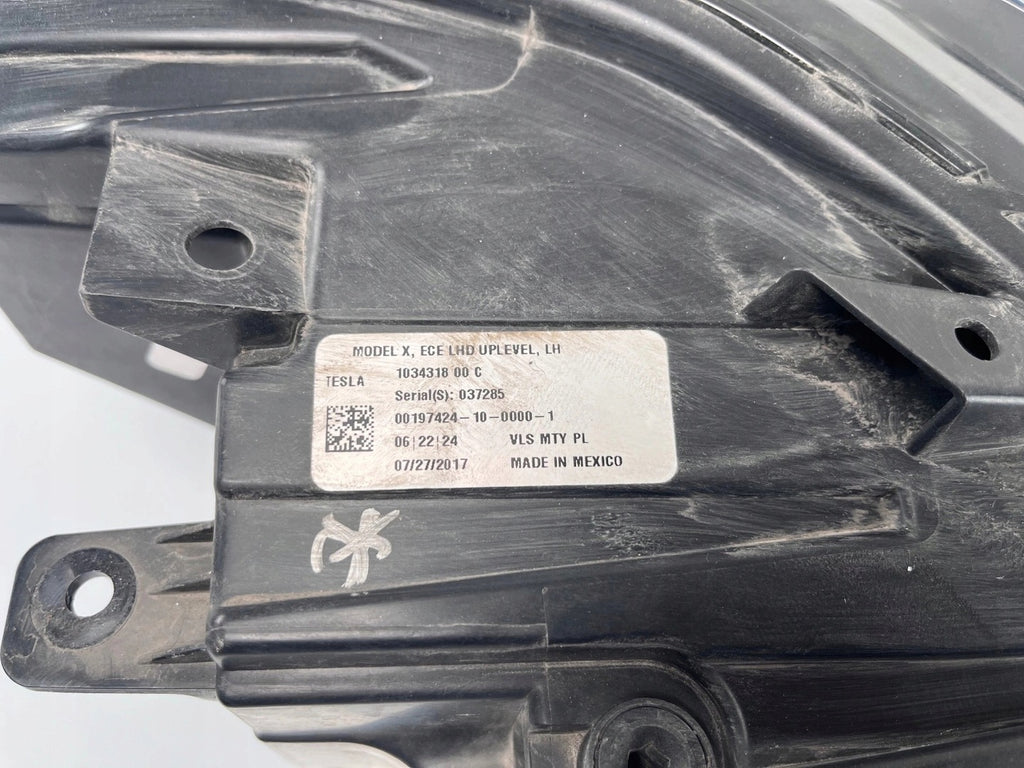 MODEL X, ECE LHD UPLEVEL, LH
TESLA
1034318 00 C
Serial(S): 037285
00197424-10-0000-1
06|22|24 VLS MTY PL
07/27/2017 MADE IN MEXICO